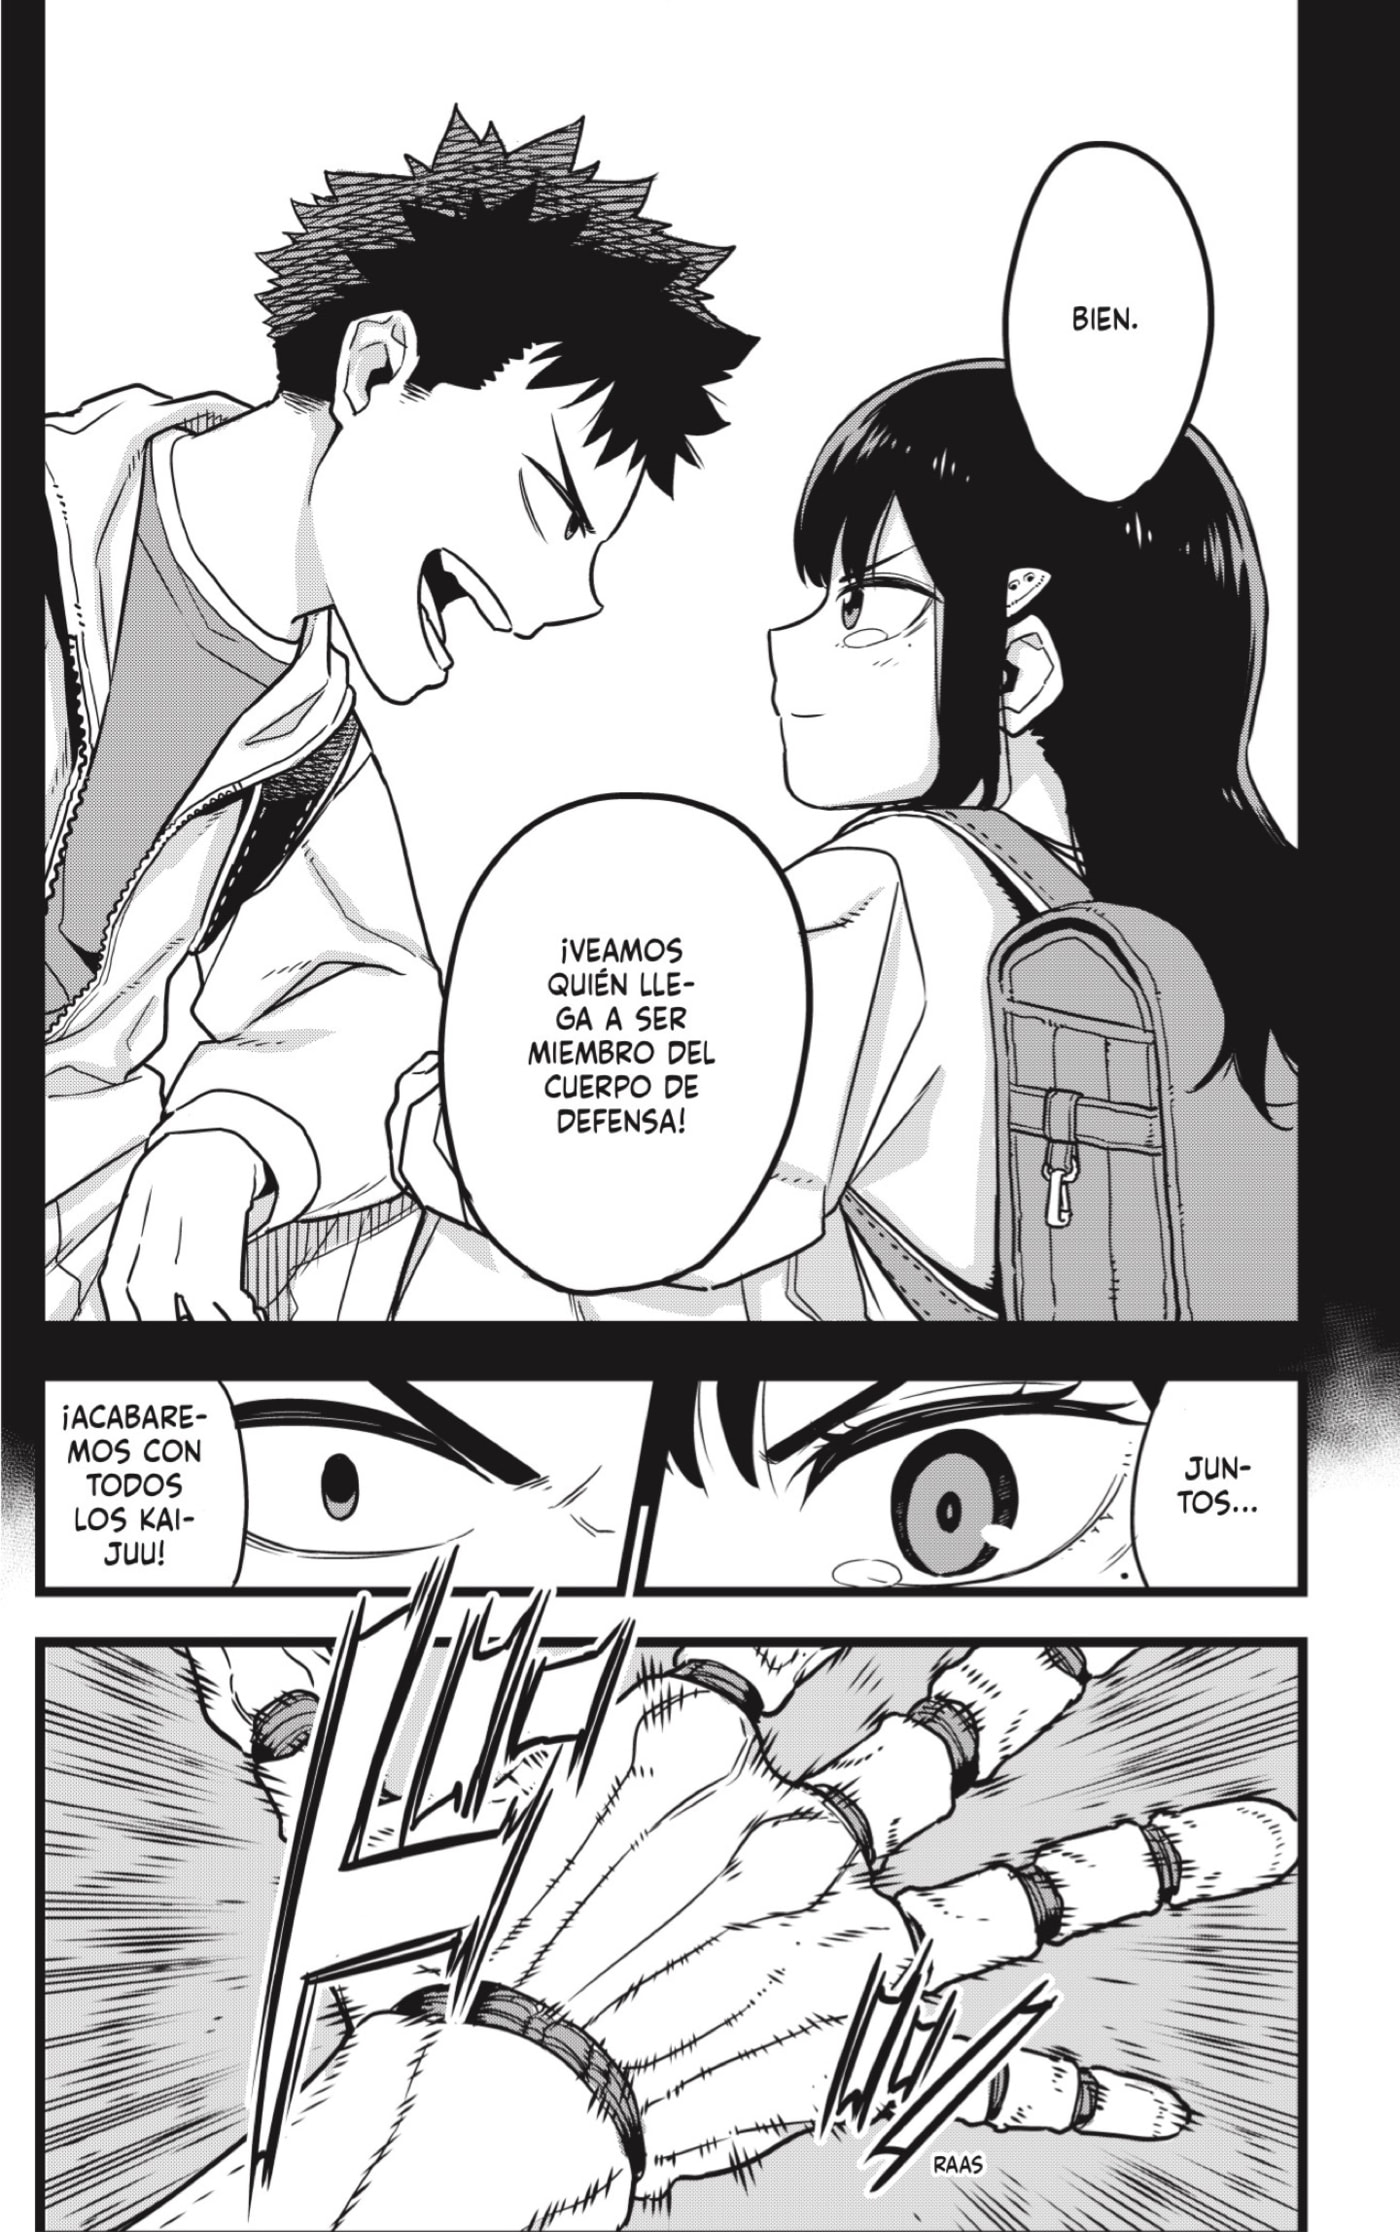 BIEN.
¡VEAMOS
QUIÉN LLE-
GA A SER
MIEMBRO DEL
CUERPO DE
DEFENSA!
JUN-
TOS...
¡ACABARE-
MOS CON
TODOS
LOS KAI-
JUU!
RAAS